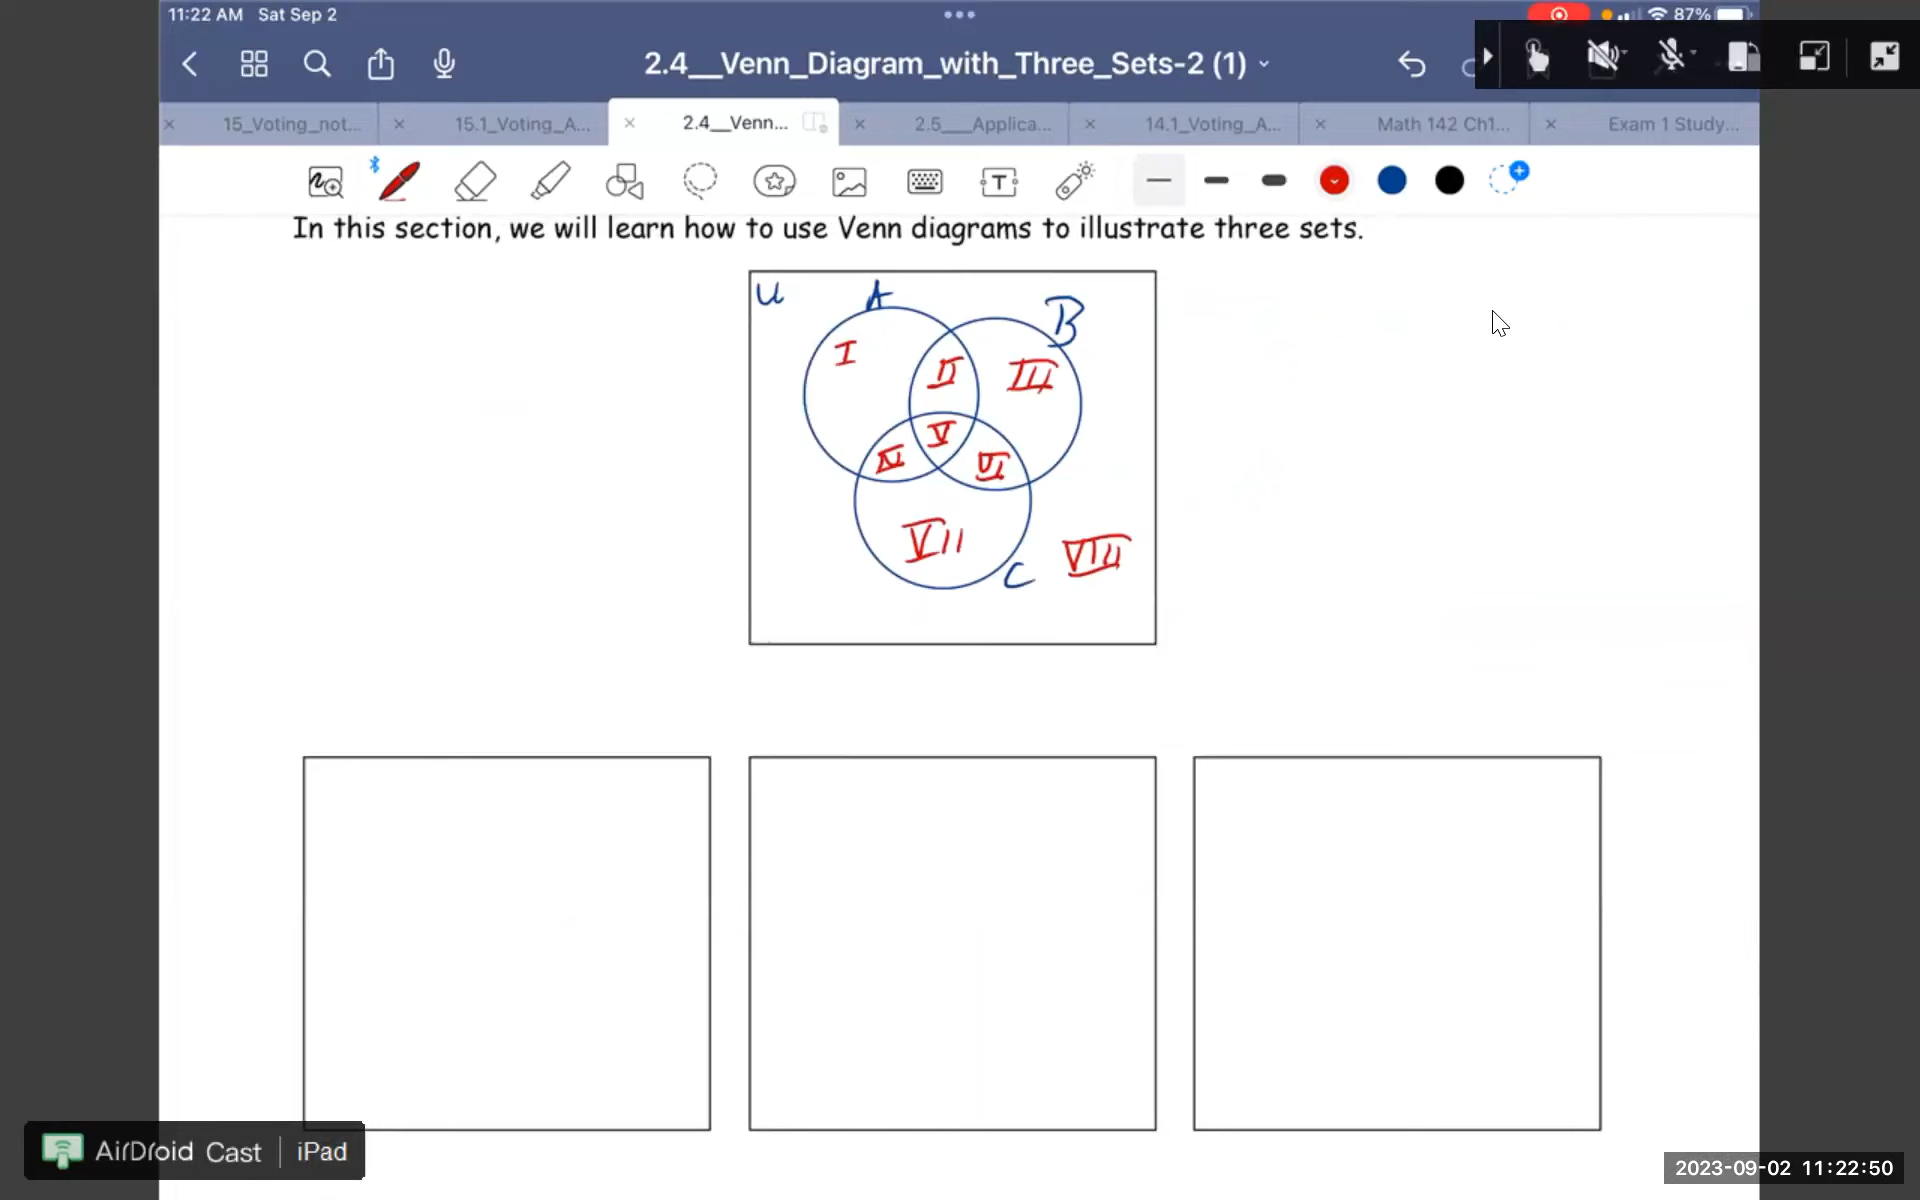 11:22 AM Sat Sep 2
87%
2.4__Venn_Diagram_with_Three_Sets-2 (1)
15_Voting_not...
15.1_Voting_A...
2.4__Venn...
2.5___Applica...
14.1_Voting_A...
Math 142 Ch1...
Exam 1 Study...
T
In this section, we will learn how to use Venn diagrams to illustrate three sets.
U
A
B
I
II
III
V
IV
VI
VII
VIII
C
AirDroid Cast | iPad
2023-09-02 11:22:50